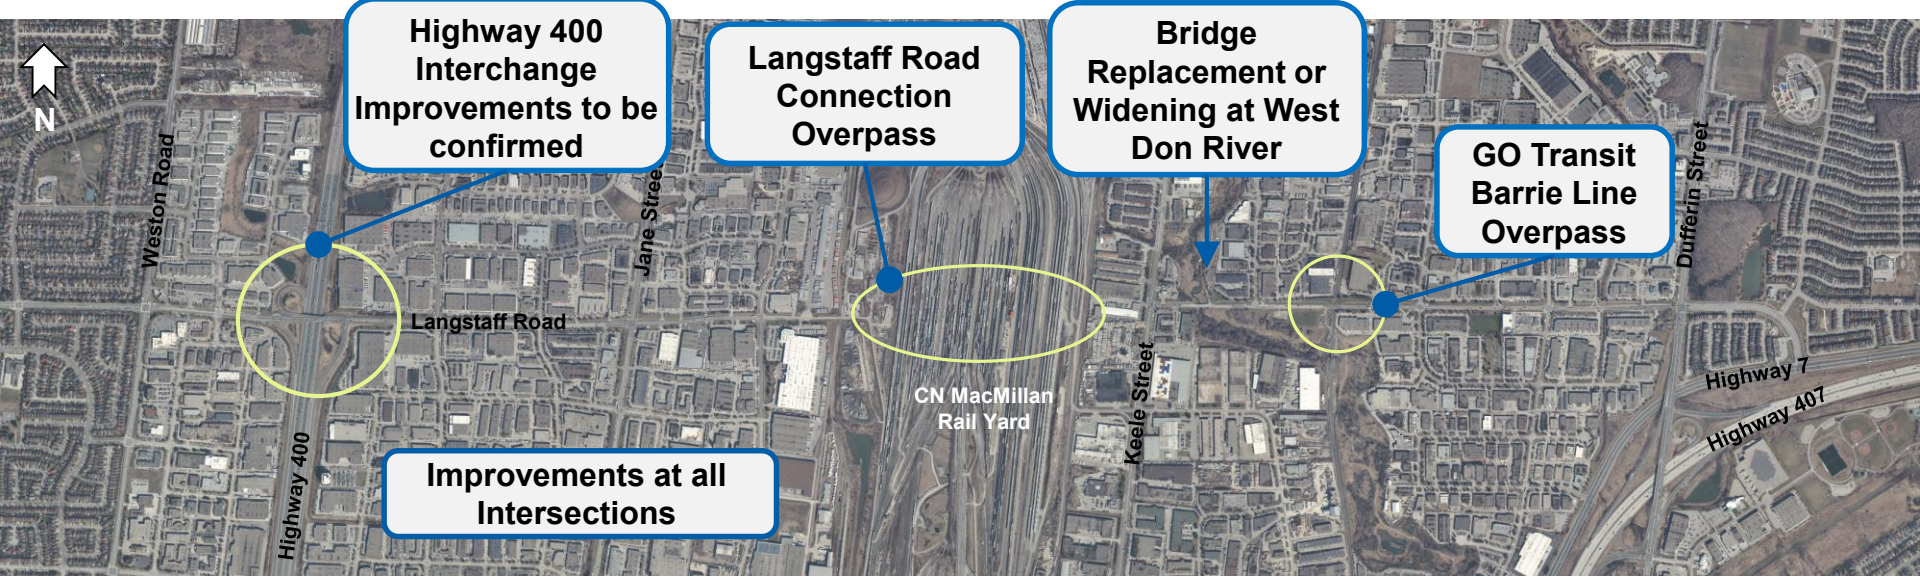 Highway 400
Interchange
Improvements to be
confirmed
Langstaff Road
Connection
Overpass
Bridge
Replacement or
Widening at West
Don River
GO Transit
Barrie Line
Overpass
N
Weston Road
Jane Street
Dufferin Street
Langstaff Road
CN MacMillan
Rail Yard
Keele Street
Highway 7
Highway 407
Highway 400
Improvements at all
Intersections